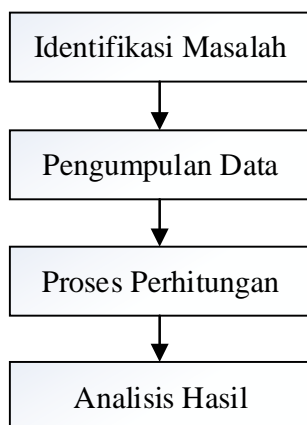 Identifikasi Masalah
Pengumpulan Data
Proses Perhitungan
Analisis Hasil